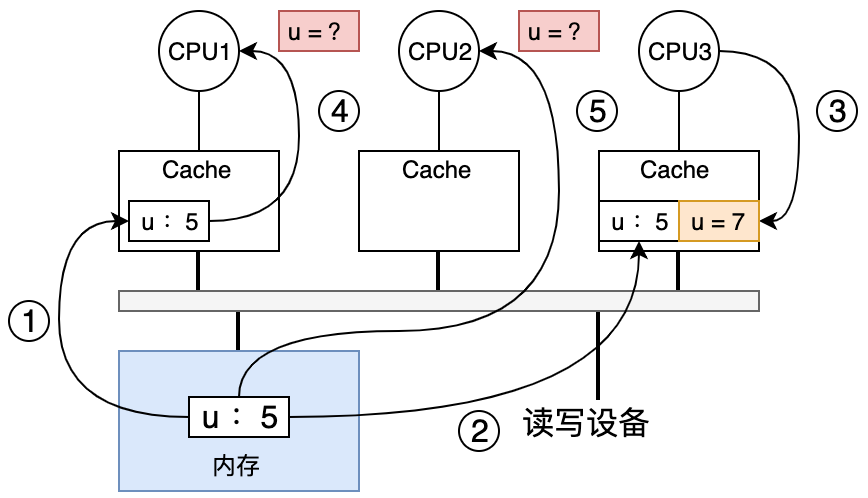 CPU1
u = ?
CPU2
u = ?
CPU3
④
⑤
③
Cache
Cache
Cache
u： 5
u： 5
u = 7
①
u： 5
②
读写设备
内存